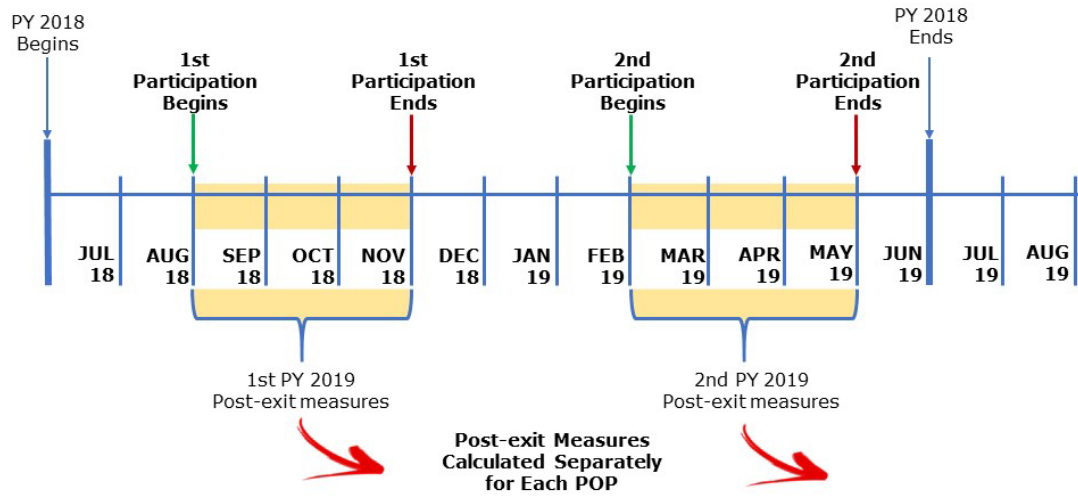 PY 2018
Begins
PY 2018
Ends
1st
Participation
Begins
1st
Participation
Ends
2nd
Participation
Begins
2nd
Participation
Ends
JUL
18
AUG
18
SEP
18
OCT
18
NOV
18
DEC
18
JAN
19
FEB
19
MAR
19
APR
19
MAY
19
JUN
19
JUL
19
AUG
19
1st PY 2019
Post-exit measures
2nd PY 2019
Post-exit measures
Post-exit Measures
Calculated Separately
for Each POP